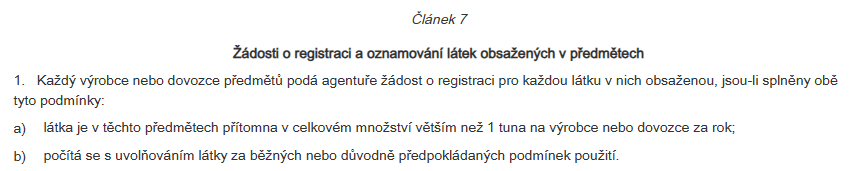 Článek 7
Žádosti o registraci a oznamování látek obsažených v předmětech
1. Každý výrobce nebo dovozce předmětů podá agentuře žádost o registraci pro každou látku v nich obsaženou, jsou-li splněny obě
tyto podmínky:
a) látka je v těchto předmětech přítomna v celkovém množství větším než 1 tuna na výrobce nebo dovozce za rok;
b) počítá se s uvolňováním látky za běžných nebo důvodně předpokládaných podmínek použití.